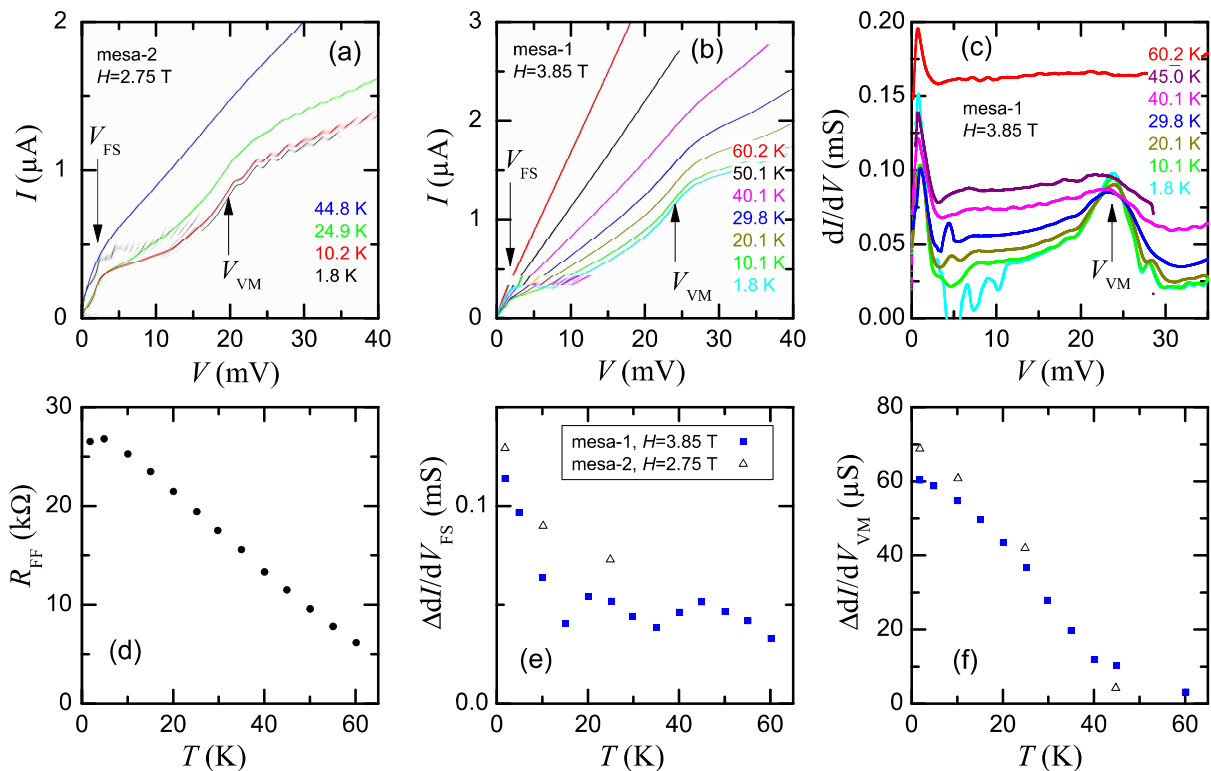 (a)
mesa-2
H=2.75 T
V_FS
V_VM
44.8 K
24.9 K
10.2 K
1.8 K
I (µA)
2
1
0
0 10 20 30 40
V (mV)
(b)
mesa-1
H=3.85 T
V_FS
V_VM
60.2 K
50.1 K
40.1 K
29.8 K
20.1 K
10.1 K
1.8 K
I (µA)
3
2
1
0
0 10 20 30 40
V (mV)
(c)
mesa-1
H=3.85 T
60.2 K
45.0 K
40.1 K
29.8 K
20.1 K
10.1 K
1.8 K
V_VM
dI/dV (mS)
0.20
0.15
0.10
0.05
0.00
0 10 20 30
V (mV)
(d)
R_FF (kΩ)
30
25
20
15
10
5
0
0 20 40 60
T (K)
(e)
mesa-1, H=3.85 T
mesa-2, H=2.75 T
ΔdI/dV_FS (mS)
0.1
0.0
0 20 40 60
T (K)
(f)
ΔdI/dV_VM (µS)
80
60
40
20
0
0 20 40 60
T (K)